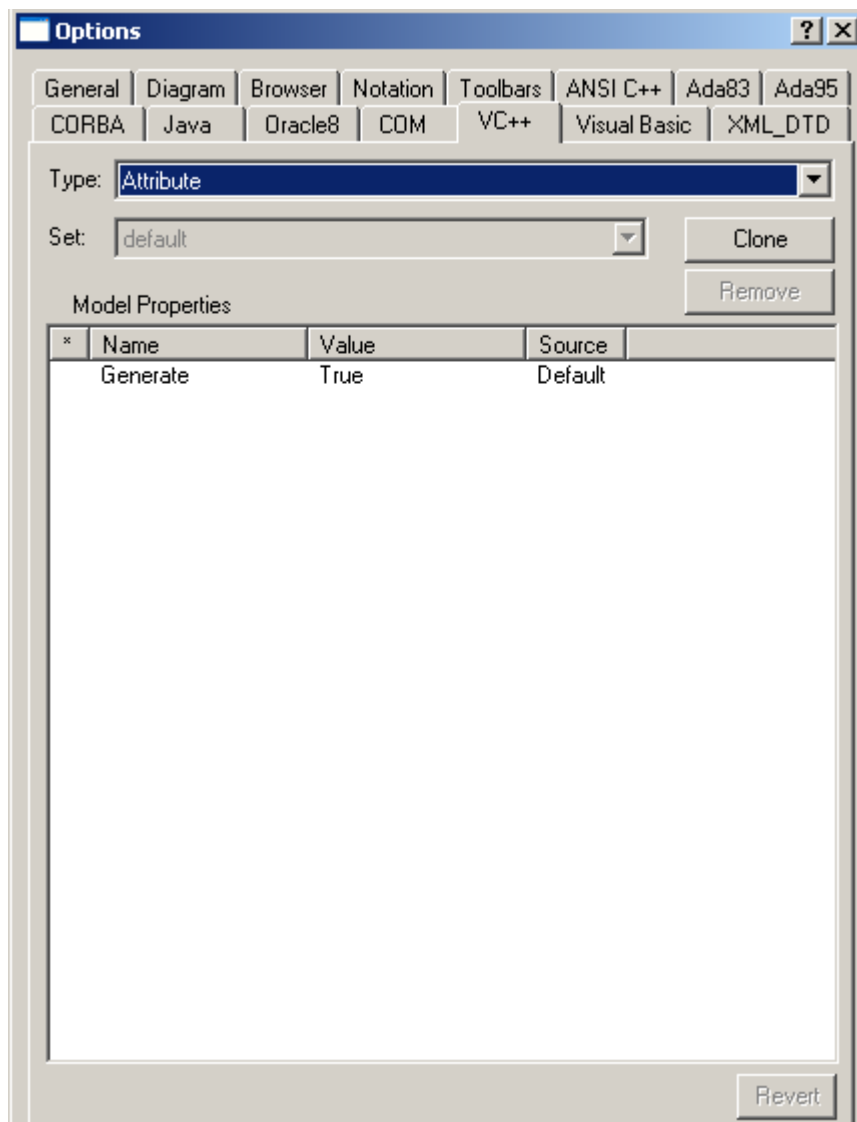 Options
General Diagram Browser Notation Toolbars ANSI C++ Ada83 Ada95
CORBA Java Oracle8 COM VC++ Visual Basic XML_DTD
Type: Attribute
Set: default Clone
Remove
Model Properties
* Name Value Source
Generate True Default
Revert